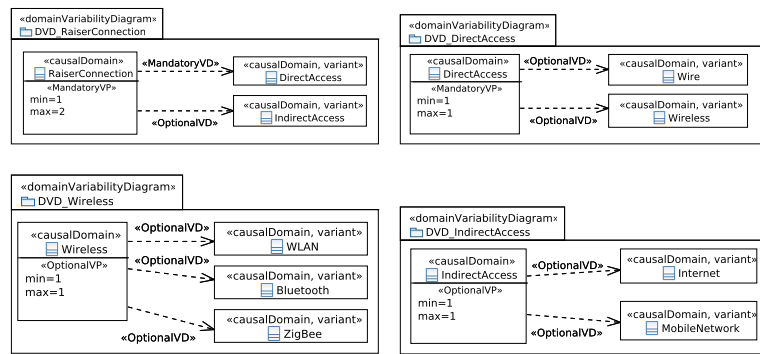 «domainVariabilityDiagram»
DVD_RaiserConnection
«causalDomain»
RaiserConnection
«MandatoryVP»
min=1
max=2
«MandatoryVD»
«OptionalVD»
«causalDomain, variant»
DirectAccess
«causalDomain, variant»
IndirectAccess
«domainVariabilityDiagram»
DVD_DirectAccess
«causalDomain»
DirectAccess
«MandatoryVP»
min=1
max=1
«OptionalVD»
«OptionalVD»
«causalDomain, variant»
Wire
«causalDomain, variant»
Wireless
«domainVariabilityDiagram»
DVD_Wireless
«causalDomain»
Wireless
«OptionalVP»
min=1
max=1
«OptionalVD»
«OptionalVD»
«OptionalVD»
«causalDomain, variant»
WLAN
«causalDomain, variant»
Bluetooth
«causalDomain, variant»
ZigBee
«domainVariabilityDiagram»
DVD_IndirectAccess
«causalDomain»
IndirectAccess
«OptionalVP»
min=1
max=1
«OptionalVD»
«OptionalVD»
«causalDomain, variant»
Internet
«causalDomain, variant»
MobileNetwork